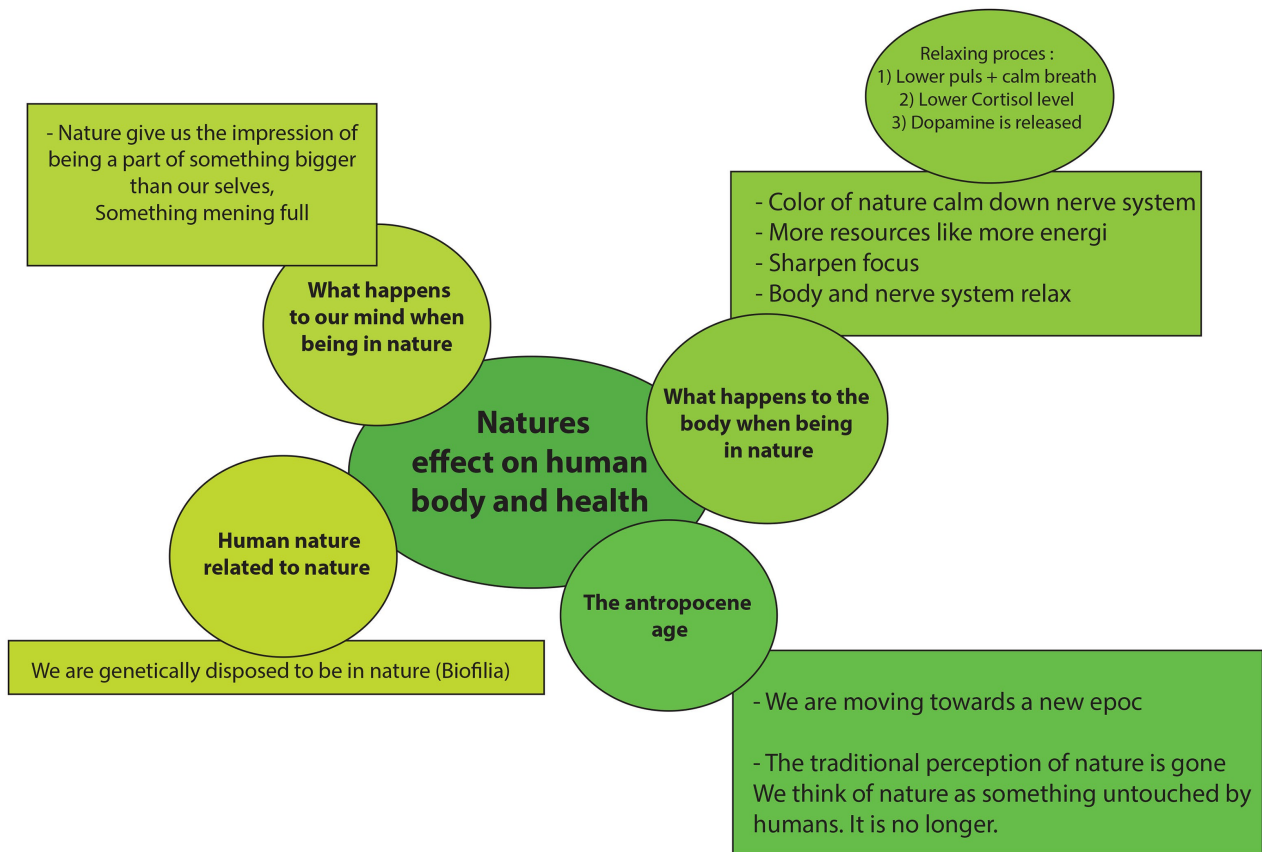 Relaxing proces :
1) Lower puls + calm breath
2) Lower Cortisol level
3) Dopamine is released
- Nature give us the impression of
being a part of something bigger
than our selves,
Something mening full
- Color of nature calm down nerve system
- More resources like more energi
- Sharpen focus
- Body and nerve system relax
What happens
to our mind when
being in nature
What happens to the
body when being
in nature
Natures
effect on human
body and health
Human nature
related to nature
The antropocene
age
We are genetically disposed to be in nature (Biofilia)
- We are moving towards a new epoc
- The traditional perception of nature is gone
We think of nature as something untouched by
humans. It is no longer.